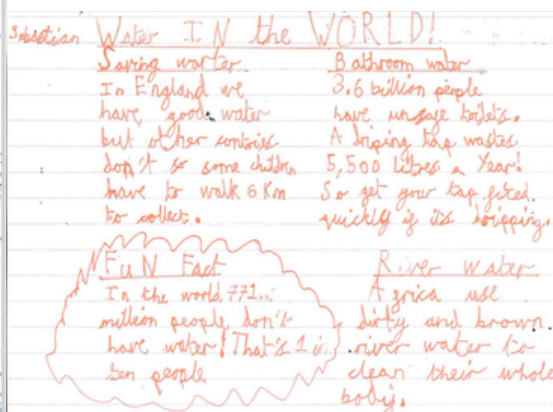 Sebastian Water IN the WORLD!
Saving warter
In England we
have good water
but other contries
don't so some children
have to walk 6 Km
to collect.
Bathroom water
3.6 billion people
have unsafe toilets.
A driping tap wastes
5,500 litres a Year!
So get your tap fixed.
quickly if its dripping.
FuN Fact
In the world 771
million people don't
have water! That's 1 in
ten people
River water
Africa use
dirty and brown
river water to
clean their whole
body.